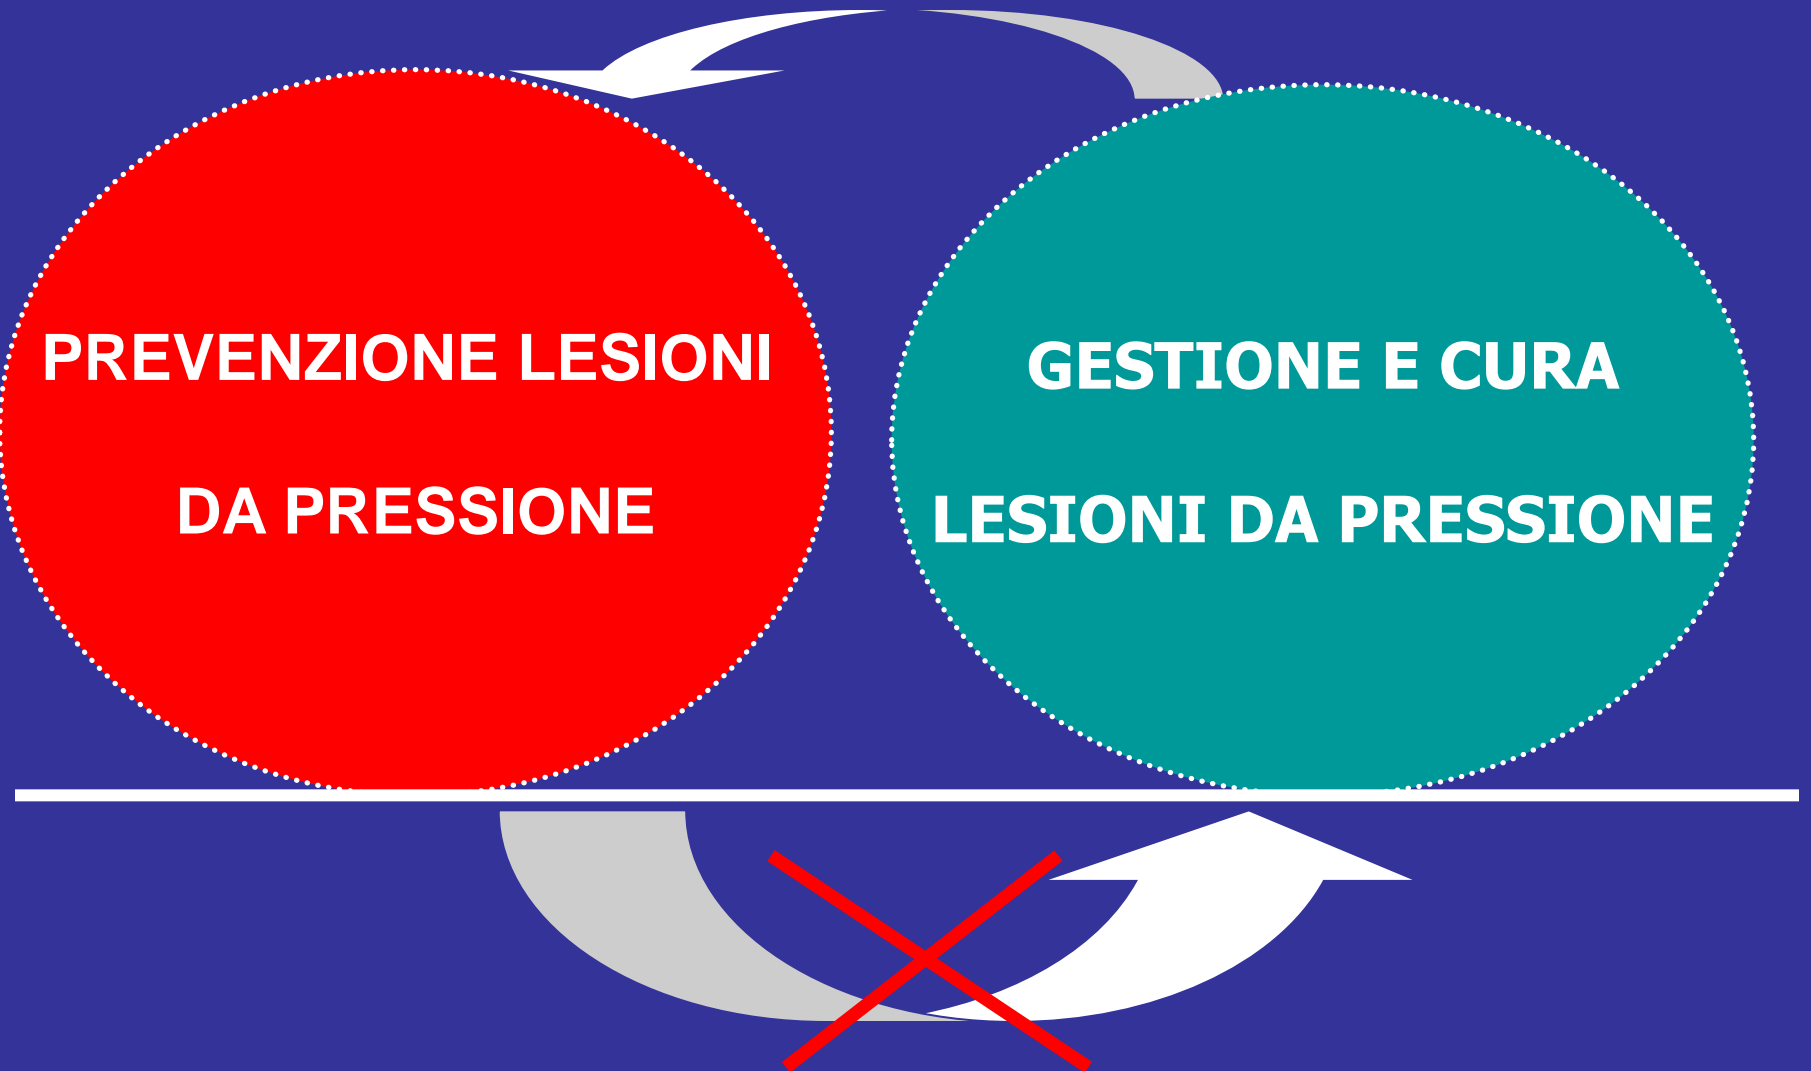 PREVENZIONE LESIONI
DA PRESSIONE
GESTIONE E CURA
LESIONI DA PRESSIONE